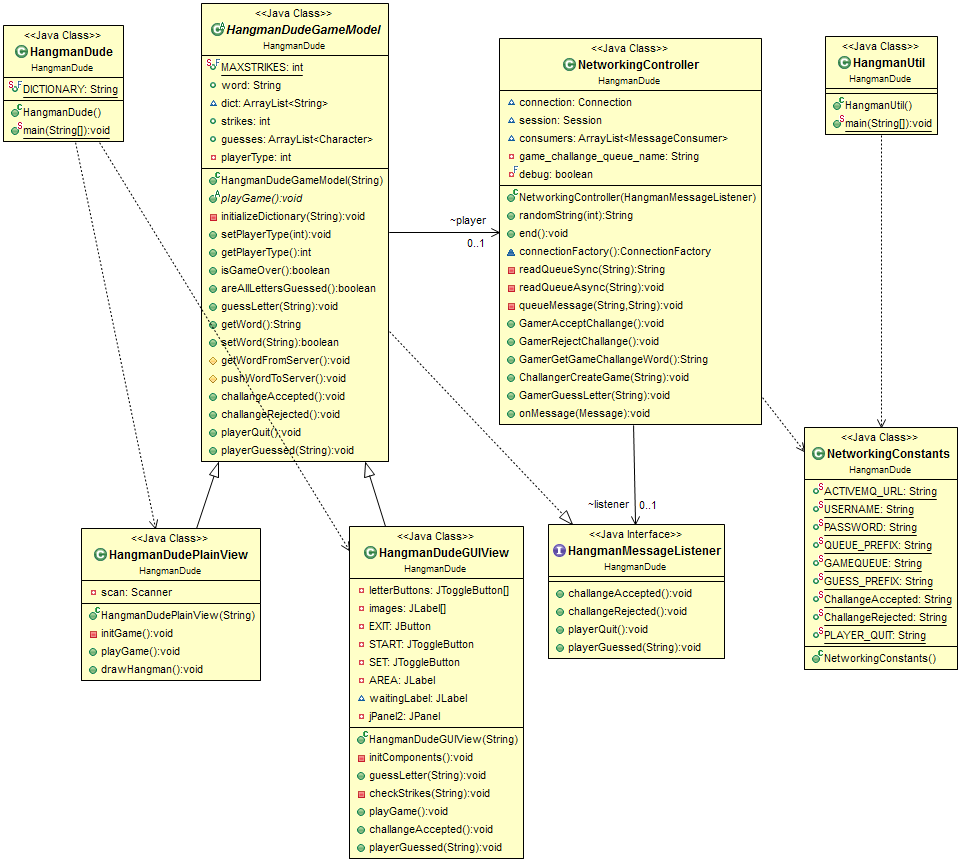 <<Java Class>>
HangmanDude
HangmanDude
DICTIONARY: String
HangmanDude()
main(String[]):void
<<Java Class>>
HangmanDudeGameModel
HangmanDude
MAXSTRIKES: int
word: String
dict: ArrayList<String>
strikes: int
guesses: ArrayList<Character>
playerType: int
HangmanDudeGameModel(String)
playGame():void
initializeDictionary(String):void
setPlayerType(int):void
getPlayerType():int
isGameOver():boolean
areAllLettersGuessed():boolean
guessLetter(String):void
getWord():String
setWord(String):boolean
getWordFromServer():void
pushWordToServer():void
challangeAccepted():void
challangeRejected():void
playerQuit():void
playerGuessed(String):void
~player
0..1
<<Java Class>>
NetworkingController
HangmanDude
connection: Connection
session: Session
consumers: ArrayList<MessageConsumer>
game_challange_queue_name: String
debug: boolean
NetworkingController(HangmanMessageListener)
randomString(int):String
end():void
connectionFactory():ConnectionFactory
readQueueSync(String):String
readQueueAsync(String):void
queueMessage(String,String):void
GamerAcceptChallange():void
GamerRejectChallange():void
GamerGetGameChallangeWord():String
ChallangerCreateGame(String):void
GamerGuessLetter(String):void
onMessage(Message):void
<<Java Class>>
HangmanUtil
HangmanDude
HangmanUtil()
main(String[]):void
<<Java Class>>
NetworkingConstants
HangmanDude
ACTIVEMQ_URL: String
USERNAME: String
PASSWORD: String
QUEUE_PREFIX: String
GAMEQUEUE: String
GUESS_PREFIX: String
ChallangeAccepted: String
ChallangeRejected: String
PLAYER_QUIT: String
NetworkingConstants()
~listener
0..1
<<Java Class>>
HangmanDudePlainView
HangmanDude
scan: Scanner
HangmanDudePlainView(String)
initGame():void
playGame():void
drawHangman():void
<<Java Class>>
HangmanDudeGUIView
HangmanDude
letterButtons: JToggleButton[]
images: JLabel[]
EXIT: JButton
START: JToggleButton
SET: JToggleButton
AREA: JLabel
waitingLabel: JLabel
jPanel2: JPanel
HangmanDudeGUIView(String)
initComponents():void
guessLetter(String):void
checkStrikes(String):void
playGame():void
challangeAccepted():void
playerGuessed(String):void
<<Java Interface>>
HangmanMessageListener
HangmanDude
challangeAccepted():void
challangeRejected():void
playerQuit():void
playerGuessed(String):void